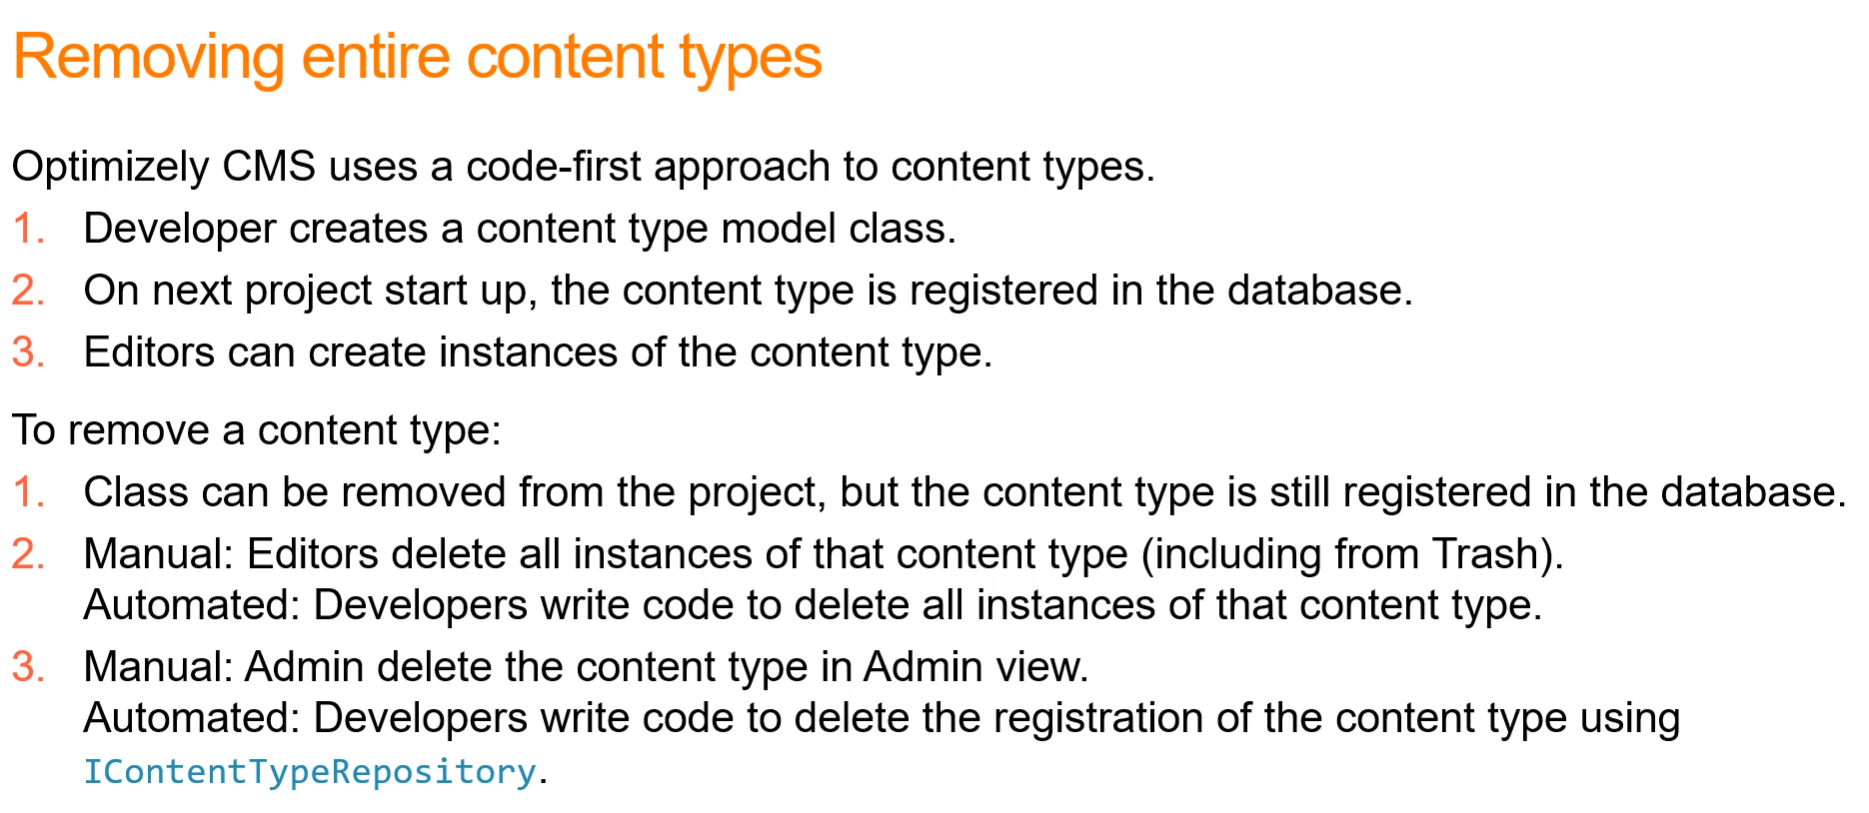 Removing entire content types
Optimizely CMS uses a code-first approach to content types.
1. Developer creates a content type model class.
2. On next project start up, the content type is registered in the database.
3. Editors can create instances of the content type.
To remove a content type:
1. Class can be removed from the project, but the content type is still registered in the database.
2. Manual: Editors delete all instances of that content type (including from Trash).
Automated: Developers write code to delete all instances of that content type.
3. Manual: Admin delete the content type in Admin view.
Automated: Developers write code to delete the registration of the content type using
IContentTypeRepository.